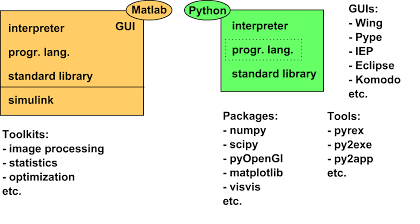 Matlab
interpreter GUI
progr. lang.
standard library
simulink
Toolkits:
- image processing
- statistics
- optimization
etc.
Python
interpreter
progr. lang.
standard library
Packages:
- numpy
- scipy
- pyOpenGl
- matplotlib
- visvis
etc.
Tools:
- pyrex
- py2exe
- py2app
etc.
GUIs:
- Wing
- Pype
- IEP
- Eclipse
- Komodo
etc.